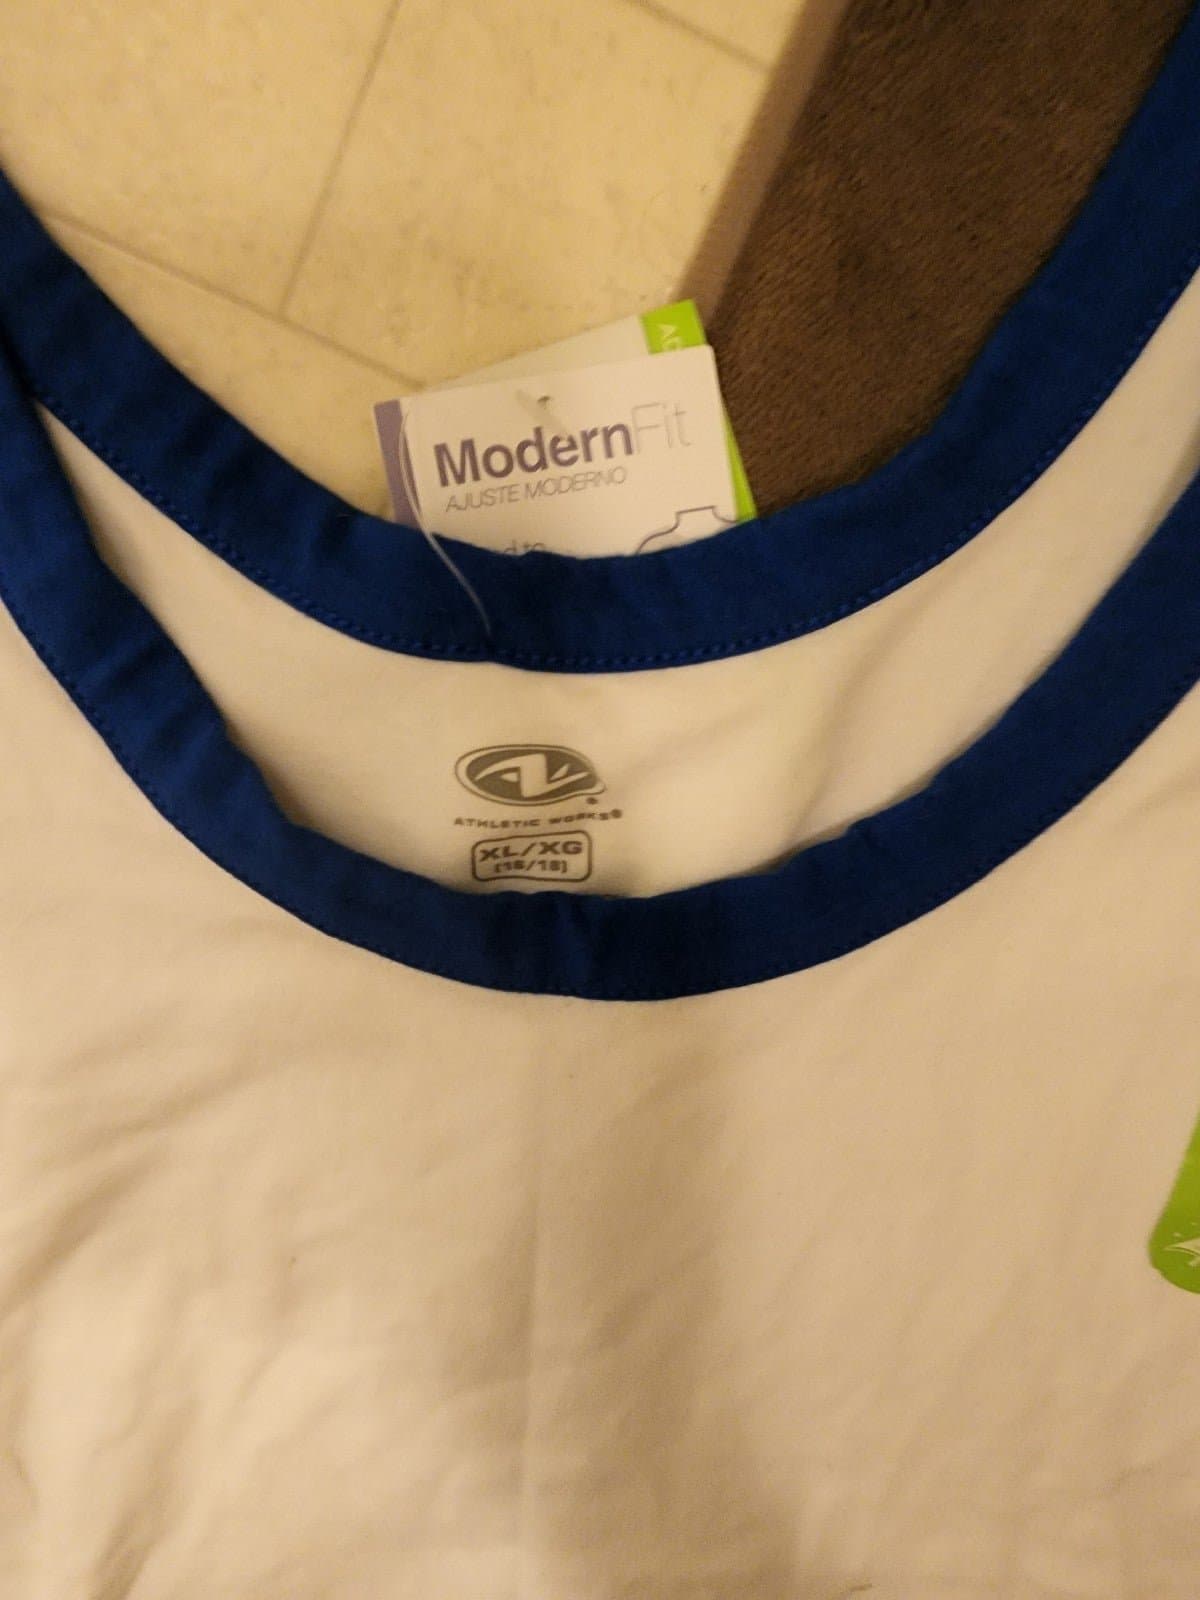 ModernFit
AJUSTE MODERNO
ATHLETIC WORKS®
XL/XG
(16/18)